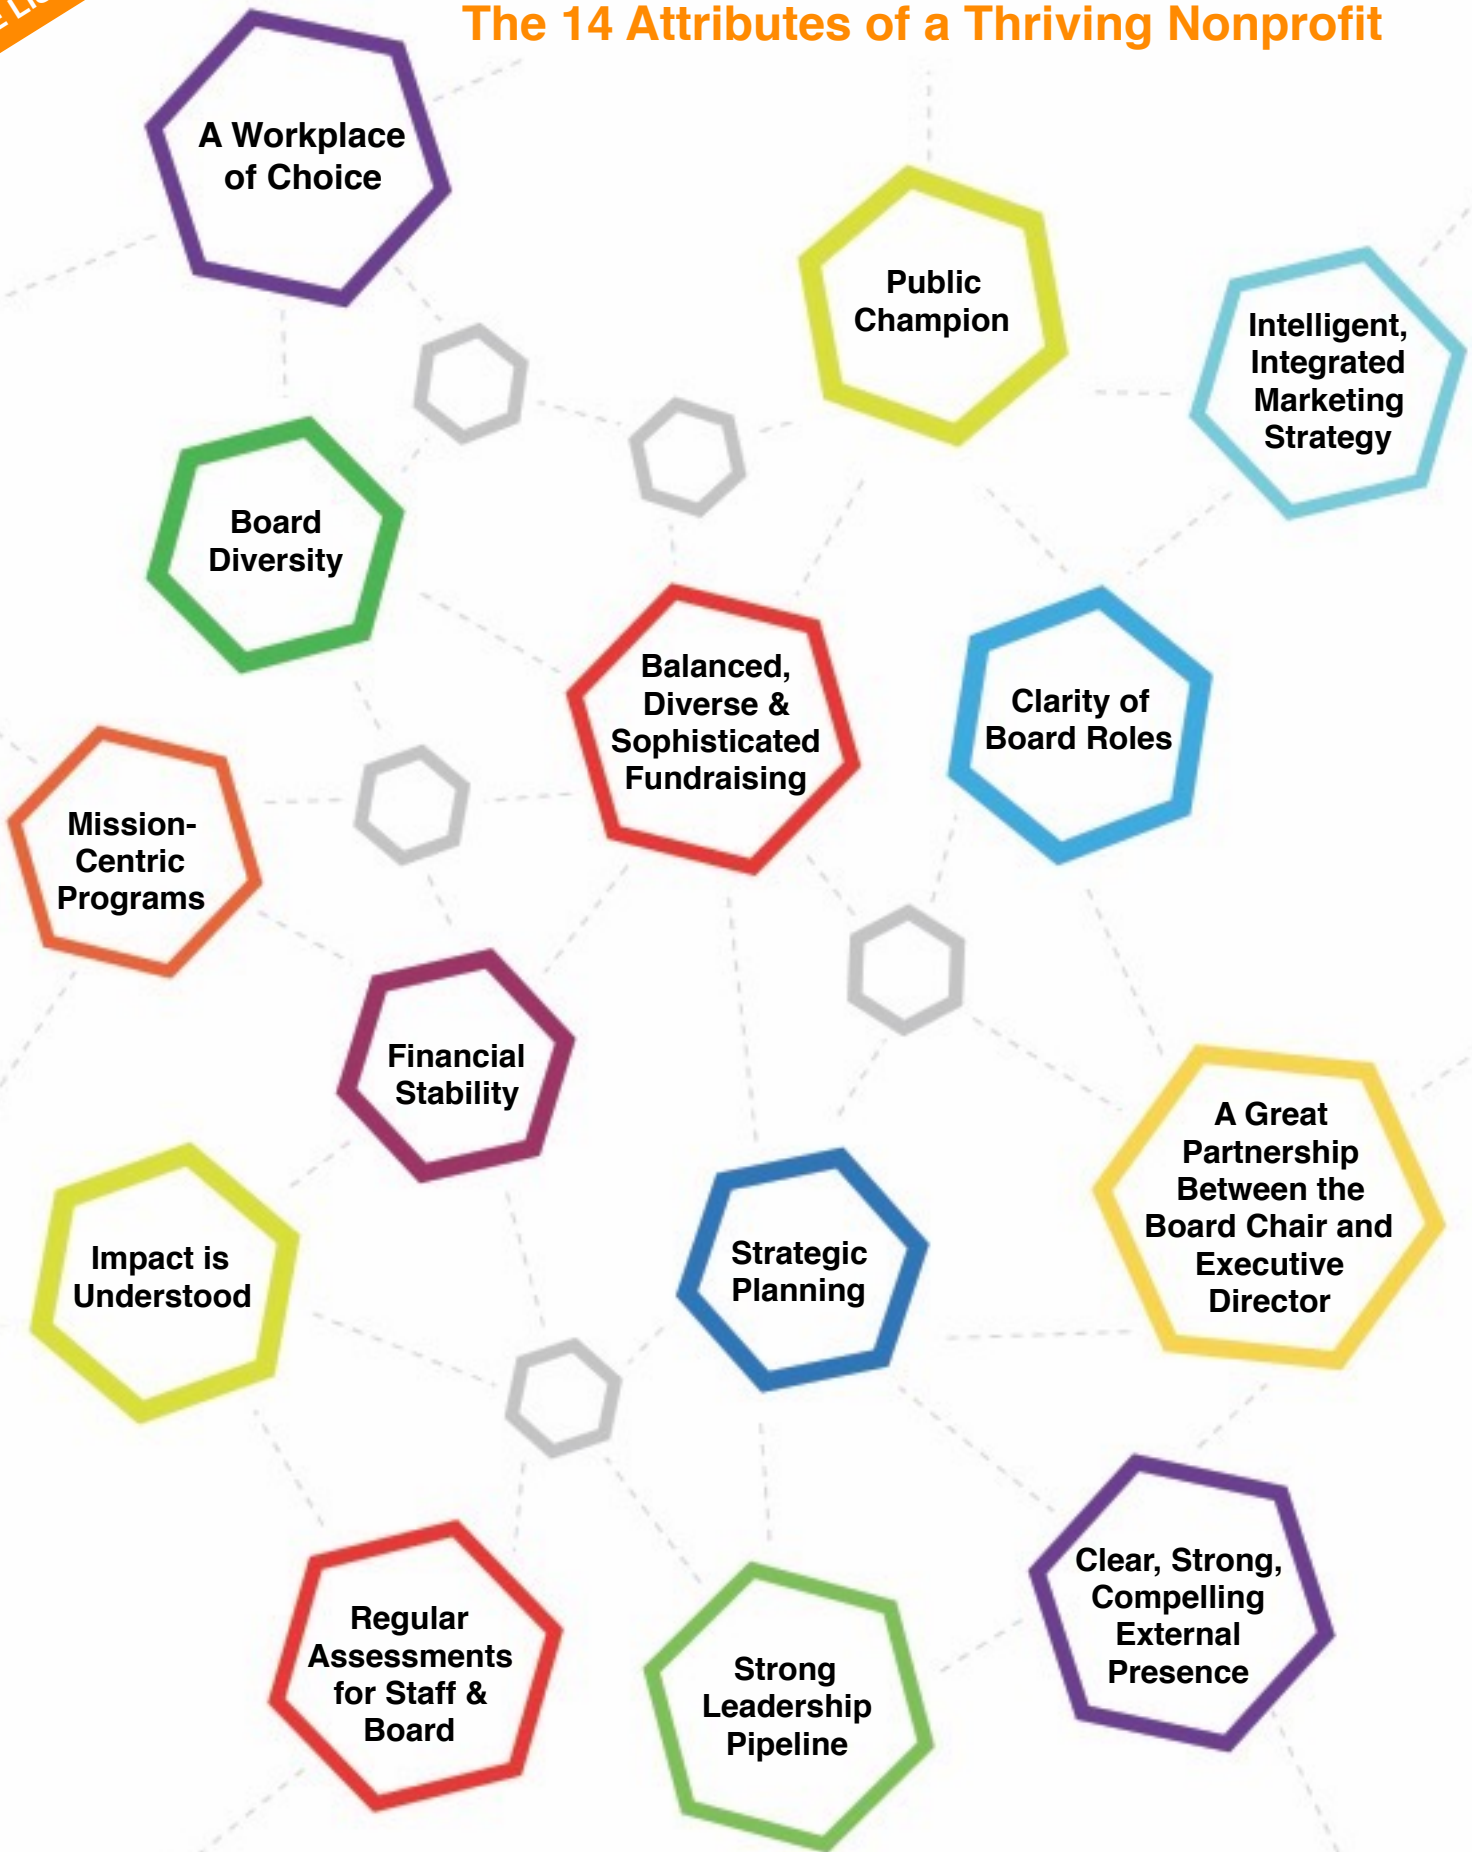 The 14 Attributes of a Thriving Nonprofit
A Workplace
of Choice
Public
Champion
Intelligent,
Integrated
Marketing
Strategy
Board
Diversity
Balanced,
Diverse &
Sophisticated
Fundraising
Clarity of
Board Roles
Mission-
Centric
Programs
Financial
Stability
A Great
Partnership
Between the
Board Chair and
Executive
Director
Impact is
Understood
Strategic
Planning
Clear, Strong,
Compelling
External
Presence
Regular
Assessments
for Staff &
Board
Strong
Leadership
Pipeline